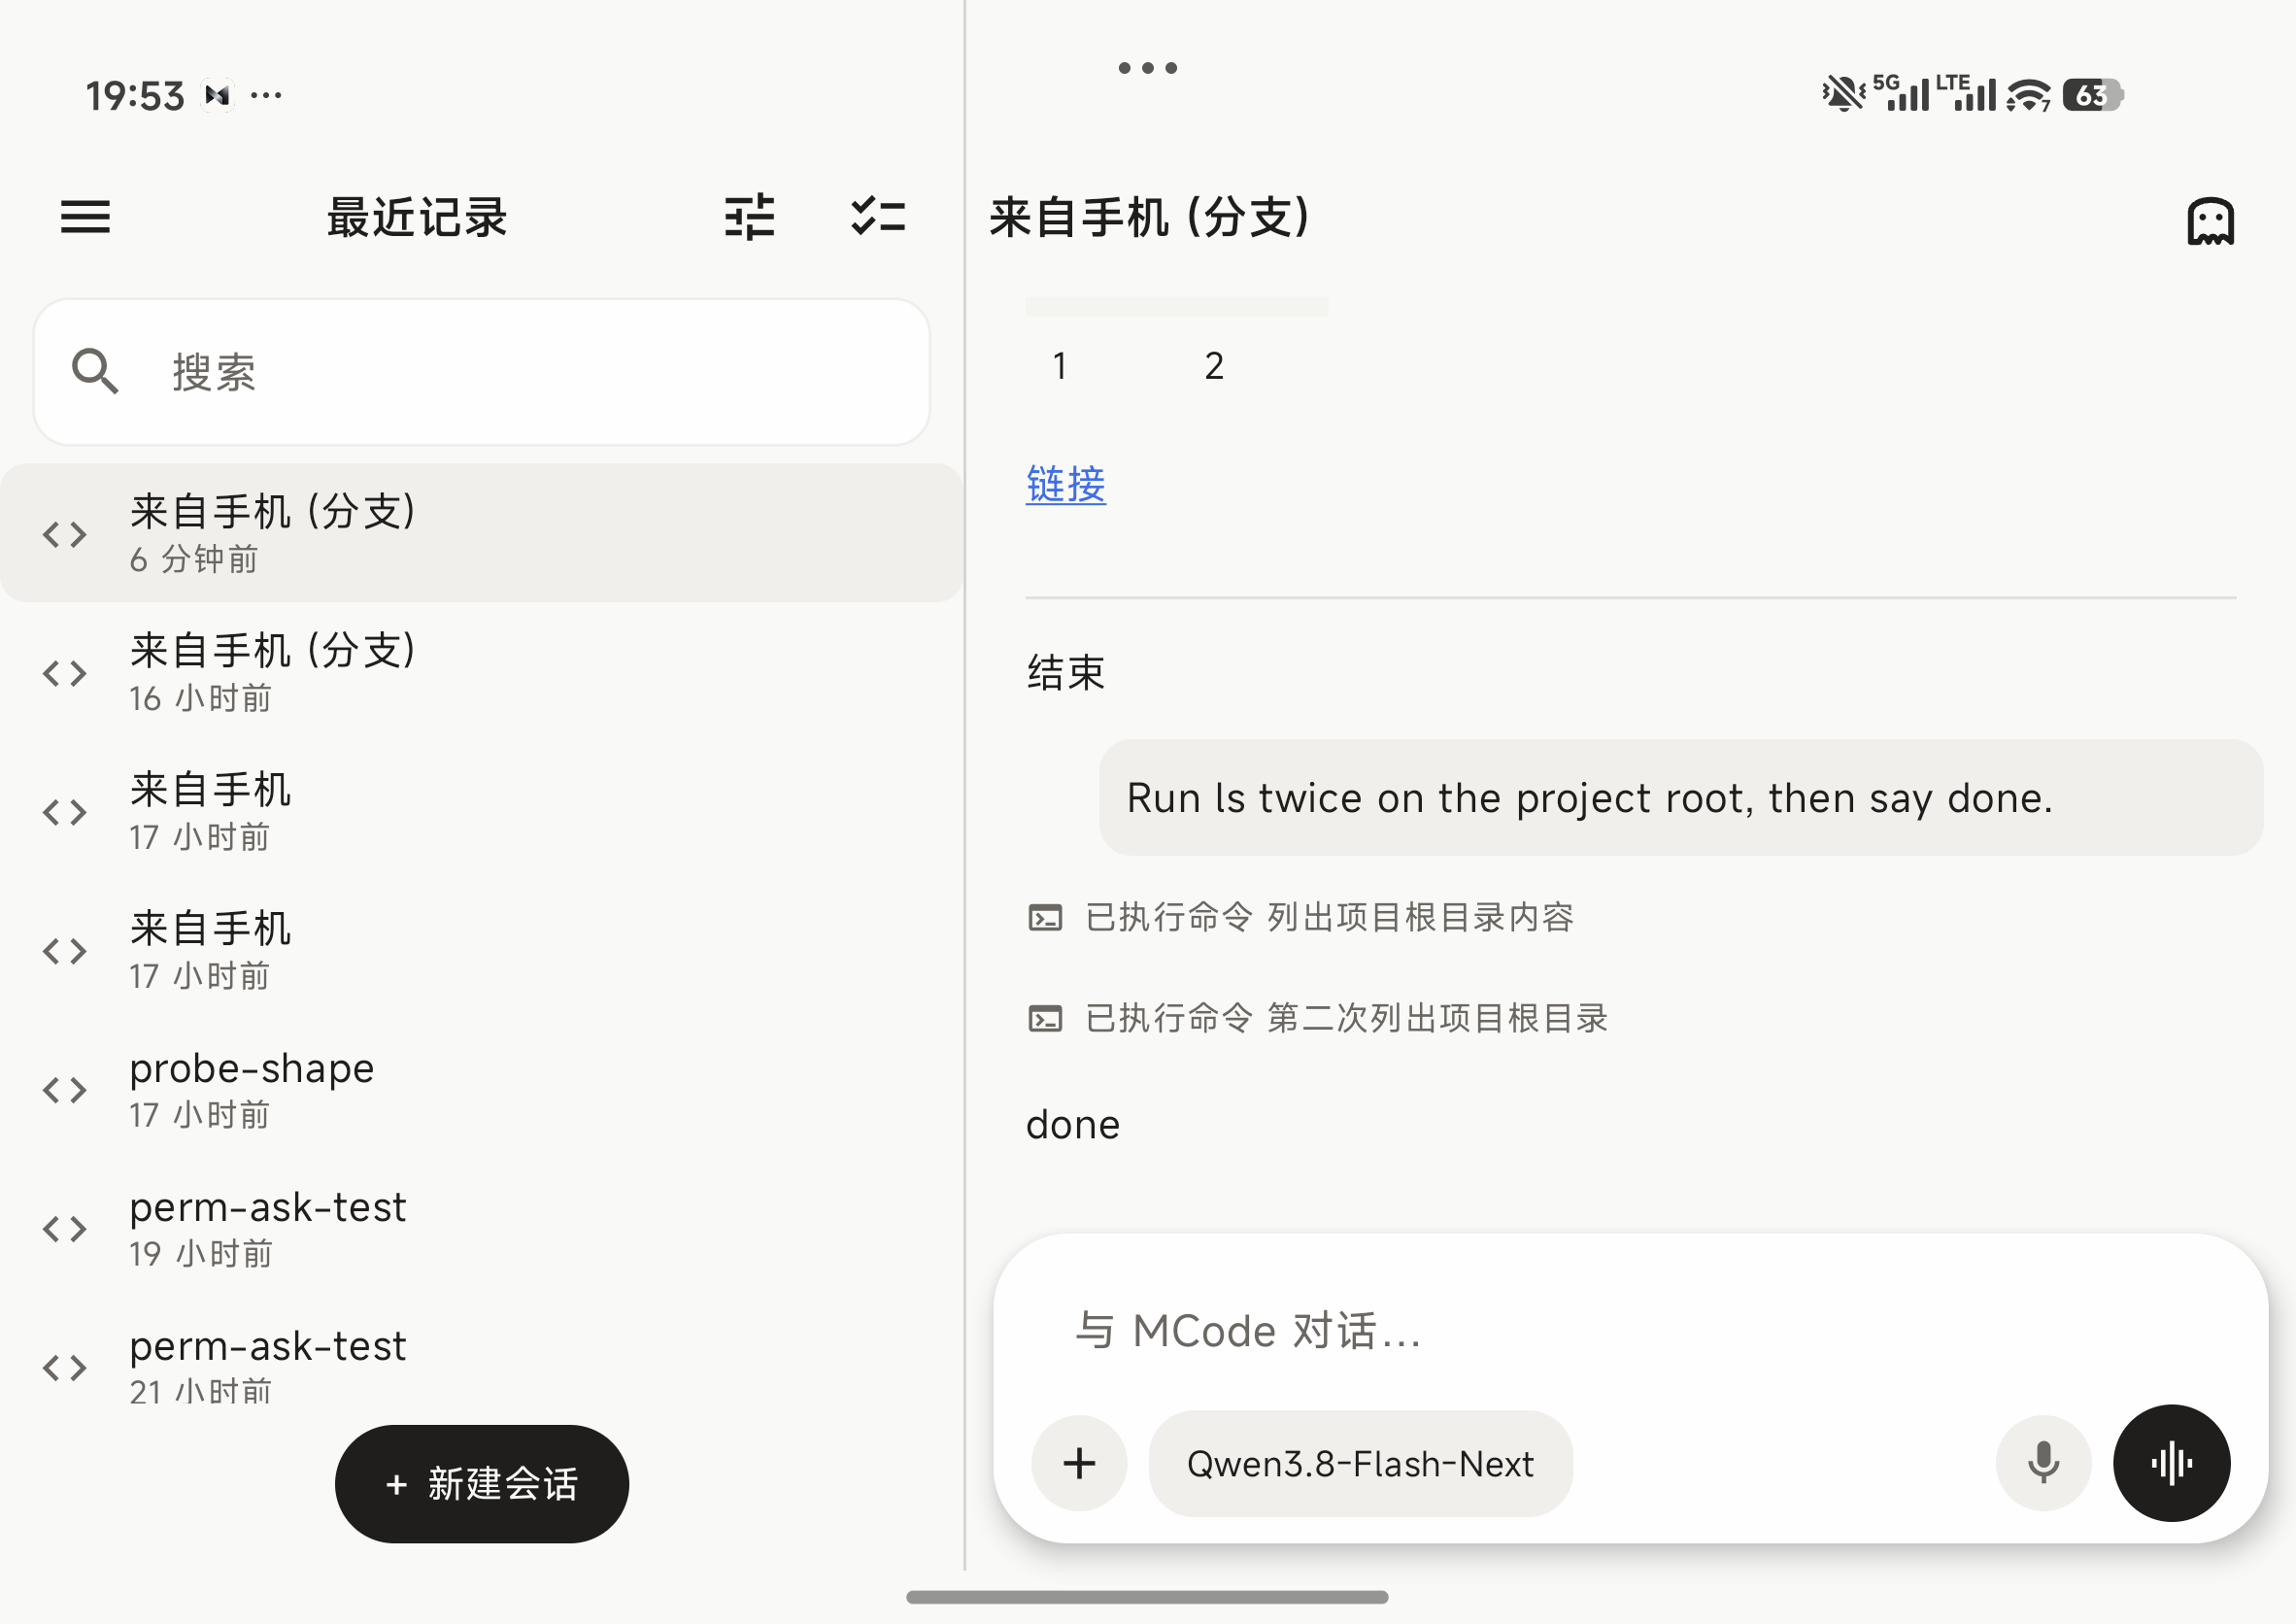 19:53
5G LTE 7 63
最近记录
搜索
来自手机 (分支)
6 分钟前
来自手机 (分支)
16 小时前
来自手机
17 小时前
来自手机
17 小时前
probe-shape
17 小时前
perm-ask-test
19 小时前
perm-ask-test
21 小时前
+ 新建会话
来自手机 (分支)
1 2
链接
结束
Run ls twice on the project root, then say done.
已执行命令 列出项目根目录内容
已执行命令 第二次列出项目根目录
done
与 MCode 对话...
Qwen3.8-Flash-Next